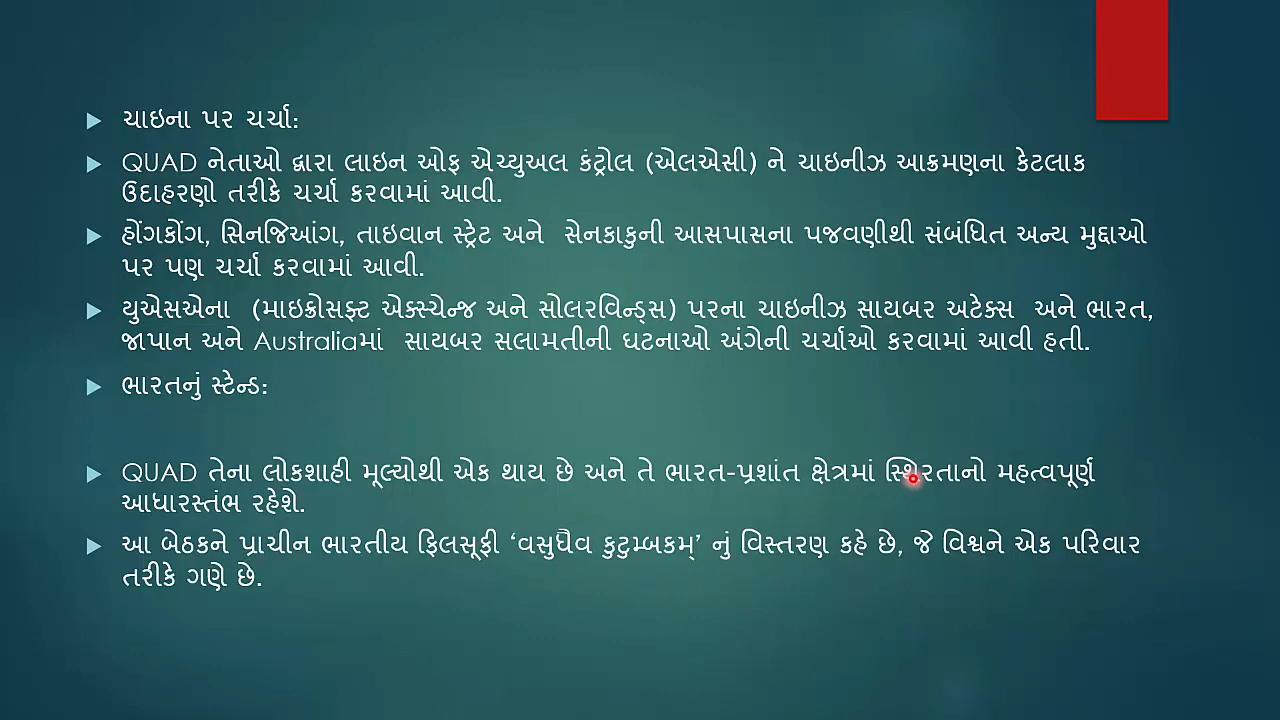 ચાઇના પર ચર્ચા:
QUAD નેતાઓ દ્વારા લાઇન ઓફ એચ્યુઅલ કંટ્રોલ (એલએસી) ને ચાઇનીઝ આક્રમણના કેટલાક
ઉદાહરણો તરીકે ચર્ચા કરવામાં આવી.
હોંગકોંગ, સિનજિઆંગ, તાઇવાન સ્ટ્રેટ અને સેનકાકુની આસપાસના પજવણીથી સંબંધિત અન્ય મુદ્દાઓ
પર પણ ચર્ચા કરવામાં આવી.
યુએસએના (માઇક્રોસફ્ટ એક્સ્ચેન્જ અને સોલરવિન્ડ્સ) પરના ચાઇનીઝ સાયબર અટેક્સ અને ભારત,
જાપાન અને Australiaમાં સાયબર સલામતીની ઘટનાઓ અંગેની ચર્ચાઓ કરવામાં આવી હતી.
ભારતનું સ્ટેન્ડ:
QUAD તેના લોકશાહી મૂલ્યોથી એક થાય છે અને તે ભારત-પ્રશાંત ક્ષેત્રમાં સ્થિરતાનો મહત્વપૂર્ણ
આધારસ્તંભ રહેશે.
આ બેઠકને પ્રાચીન ભારતીય ફિલસૂફી ‘વસુધૈવ કુટુમ્બકમ્’ નું વિસ્તરણ કહે છે, જે વિશ્વને એક પરિવાર
તરીકે ગણે છે.